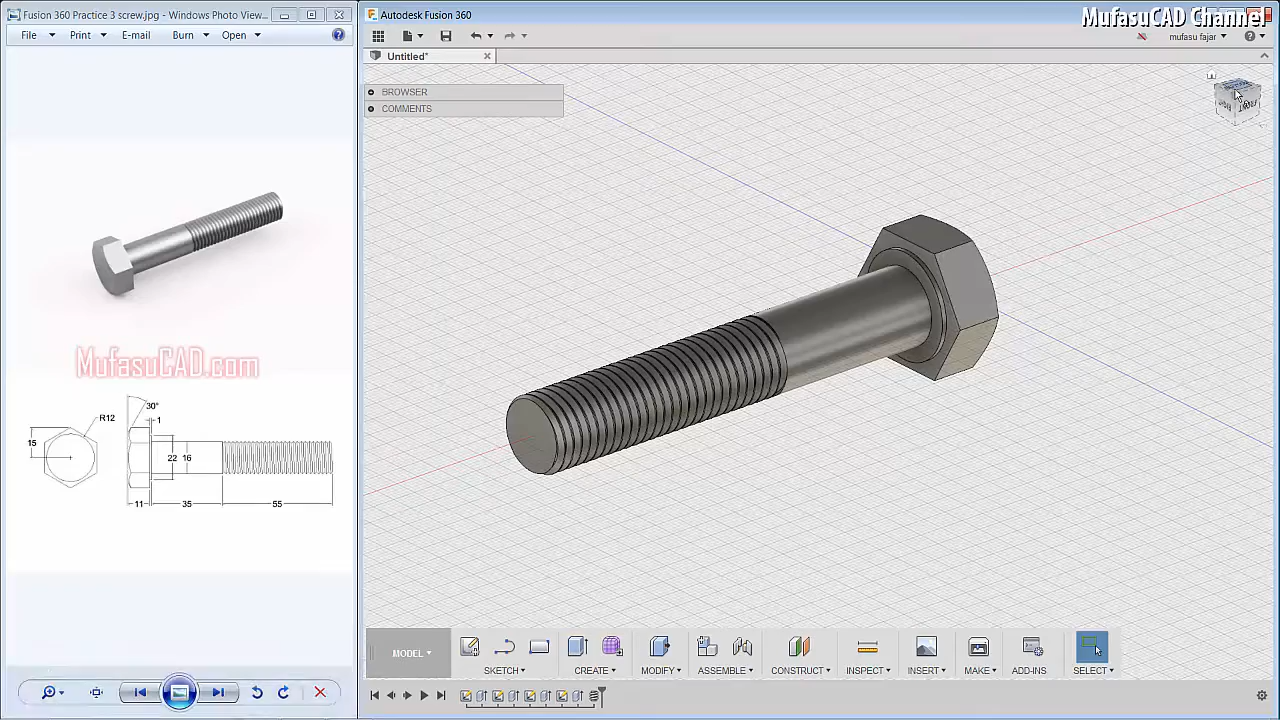 Fusion 360 Practice 3 screw.jpg - Windows Photo View...
File Print E-mail Burn Open
MufasuCAD.com
30°
R12
1
15
22 16
11 35 55
Autodesk Fusion 360
MufasuCAD Channel
mufasu fajar
Untitled*
BROWSER
COMMENTS
FRONT
MODEL
SKETCH CREATE MODIFY ASSEMBLE CONSTRUCT INSPECT INSERT MAKE ADD-INS SELECT